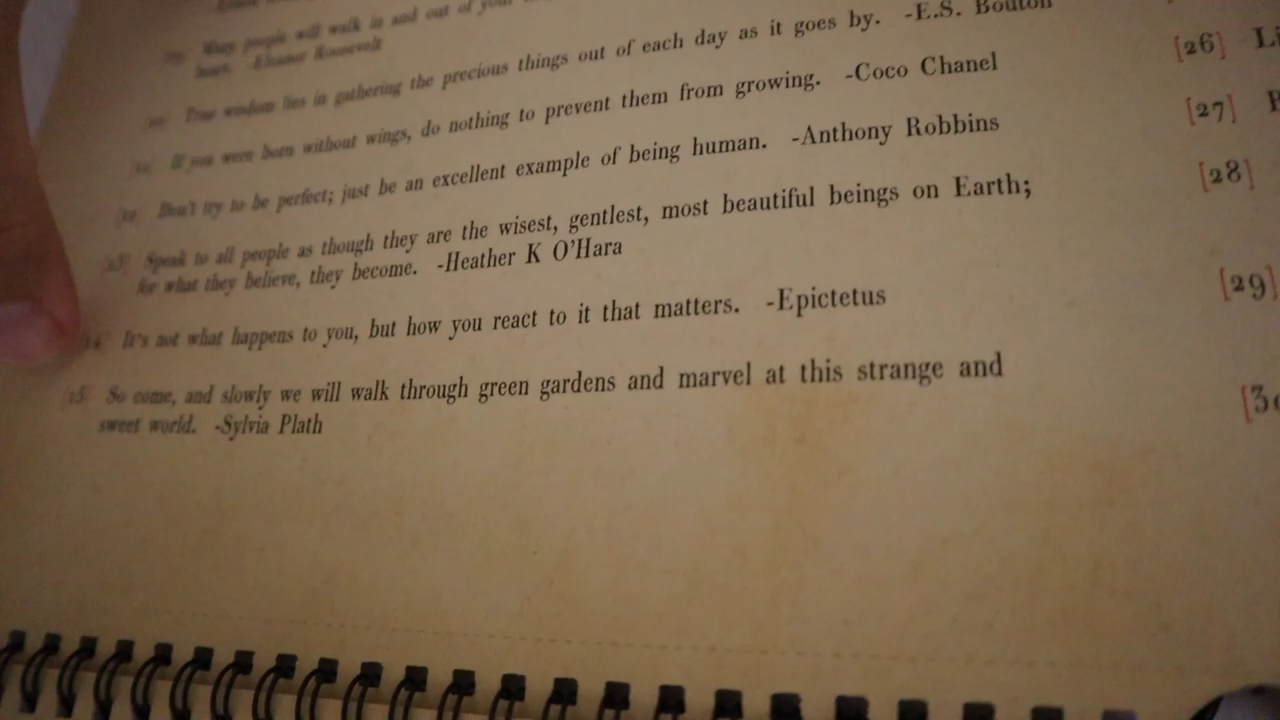 Many people will walk in and out of your
heart. -Eleanor Roosevelt
True wisdom lies in gathering the precious things out of each day as it goes by. -E.S. Bouton
If you were born without wings, do nothing to prevent them from growing. -Coco Chanel
Don't try to be perfect; just be an excellent example of being human. -Anthony Robbins
[13] Speak to all people as though they are the wisest, gentlest, most beautiful beings on Earth;
for what they believe, they become. -Heather K O'Hara
[14] It's not what happens to you, but how you react to it that matters. -Epictetus
[15] So come, and slowly we will walk through green gardens and marvel at this strange and
sweet world. -Sylvia Plath
[26] Li
[27]
[28]
[29]
[3